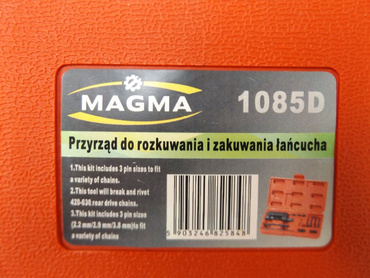 MAGMA
1085D
Przyrząd do rozkuwania i zakuwania łańcucha
1.This kit includes 3 pin sizes to fit
a variety of chains.
2.This tool will break and rivet
420-630 rear drive chains.
3.This kit includes 3 pin sizes
(2.2 mm/2.9 mm/3.8 mm)to fit
a variety of chains
5903246825848